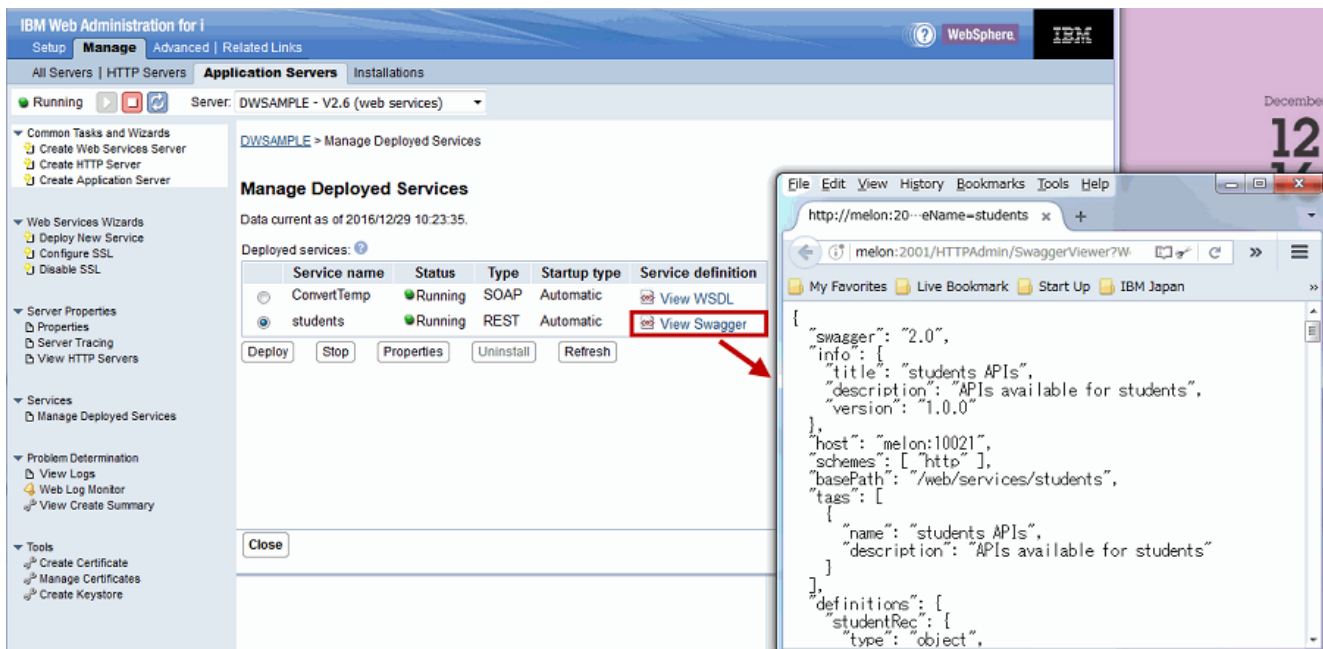 IBM Web Administration for i
Setup Manage Advanced | Related Links
WebSphere.
IBM
All Servers | HTTP Servers Application Servers Installations
Running Server: DWSAMPLE - V2.6 (web services)
Common Tasks and Wizards
Create Web Services Server
Create HTTP Server
Create Application Server
Web Services Wizards
Deploy New Service
Configure SSL
Disable SSL
Server Properties
Properties
Server Tracing
View HTTP Servers
Services
Manage Deployed Services
Problem Determination
View Logs
Web Log Monitor
View Create Summary
Tools
Create Certificate
Manage Certificates
Create Keystore
DWSAMPLE > Manage Deployed Services
Manage Deployed Services
Data current as of 2016/12/29 10:23:35.
Deployed services:
Service name Status Type Startup type Service definition
ConvertTemp Running SOAP Automatic View WSDL
students Running REST Automatic View Swagger
Deploy Stop Properties Uninstall Refresh
Close
December
12
File Edit View History Bookmarks Tools Help
http://melon:20···eName=students × +
melon:2001/HTTPAdmin/SwaggerViewer?W
My Favorites Live Bookmark Start Up IBM Japan »
{
"swagger": "2.0",
"info": {
"title": "students APIs",
"description": "APIs available for students",
"version": "1.0.0"
},
"host": "melon:10021",
"schemes": [ "http" ],
"basePath": "/web/services/students",
"tags": [
{
"name": "students APIs",
"description": "APIs available for students"
}
],
"definitions": {
"studentRec": {
"type": "object",